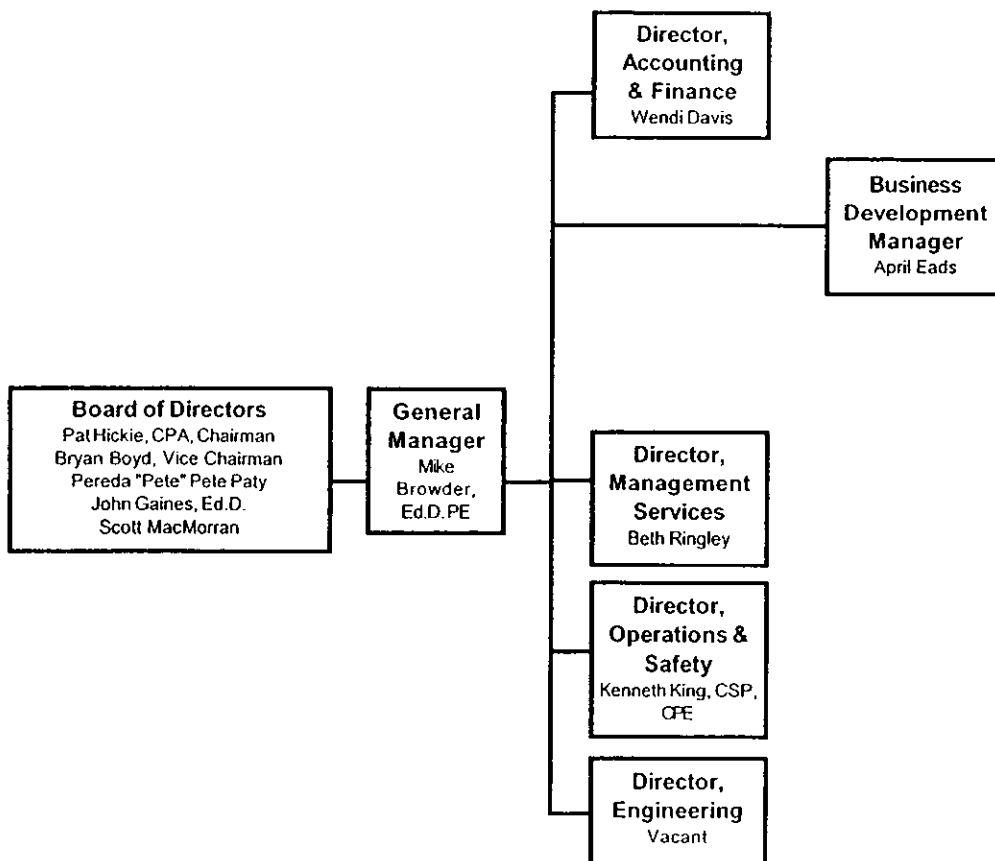 Director,
Accounting
& Finance
Wendi Davis
Business
Development
Manager
April Eads
Board of Directors
Pat Hickie, CPA, Chairman
Bryan Boyd, Vice Chairman
Pereda "Pete" Pele Paty
John Gaines, Ed.D.
Scott MacMorran
General
Manager
Mike
Browder,
Ed.D. PE
Director,
Management
Services
Beth Ringley
Director,
Operations &
Safety
Kenneth King, CSP,
CPE
Director,
Engineering
Vacant